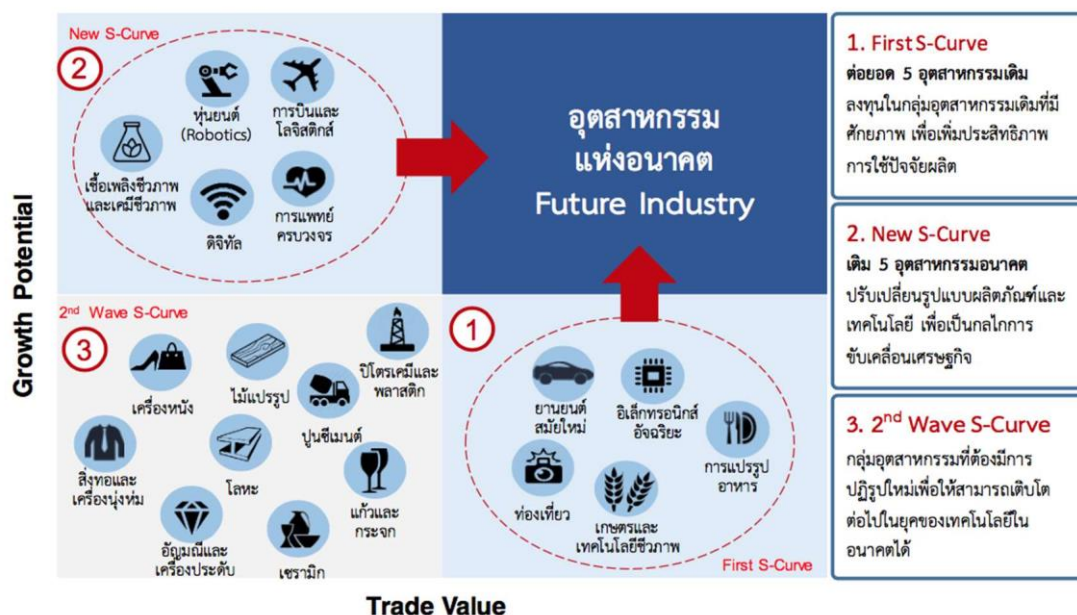 New S-Curve
2
หุ่นยนต์
(Robotics)
การบินและ
โลจิสติกส์
เชื้อเพลิงชีวภาพ
และเคมีชีวภาพ
ดิจิทัล
การแพทย์
ครบวงจร
อุตสาหกรรม
แห่งอนาคต
Future Industry
Growth Potential
2nd Wave S-Curve
3
เครื่องหนัง
ไม้แปรรูป
ปิโตรเคมีและ
พลาสติก
ปูนซีเมนต์
สิ่งทอและ
เครื่องนุ่งห่ม
โลหะ
แก้วและ
กระจก
อัญมณีและ
เครื่องประดับ
เซรามิก
1
ยานยนต์
สมัยใหม่
อิเล็กทรอนิกส์
อัจฉริยะ
การแปรรูป
อาหาร
ท่องเที่ยว
เกษตรและ
เทคโนโลยีชีวภาพ
First S-Curve
Trade Value
1. First S-Curve
ต่อยอด 5 อุตสาหกรรมเดิม
ลงทุนในกลุ่มอุตสาหกรรมเดิมที่มี
ศักยภาพ เพื่อเพิ่มประสิทธิภาพ
การใช้ปัจจัยผลิต
2. New S-Curve
เติม 5 อุตสาหกรรมอนาคต
ปรับเปลี่ยนรูปแบบผลิตภัณฑ์และ
เทคโนโลยี เพื่อเป็นกลไกการ
ขับเคลื่อนเศรษฐกิจ
3. 2nd Wave S-Curve
กลุ่มอุตสาหกรรมที่ต้องมีการ
ปฏิรูปใหม่เพื่อให้สามารถเติบโต
ต่อไปในยุคของเทคโนโลยีใน
อนาคตได้